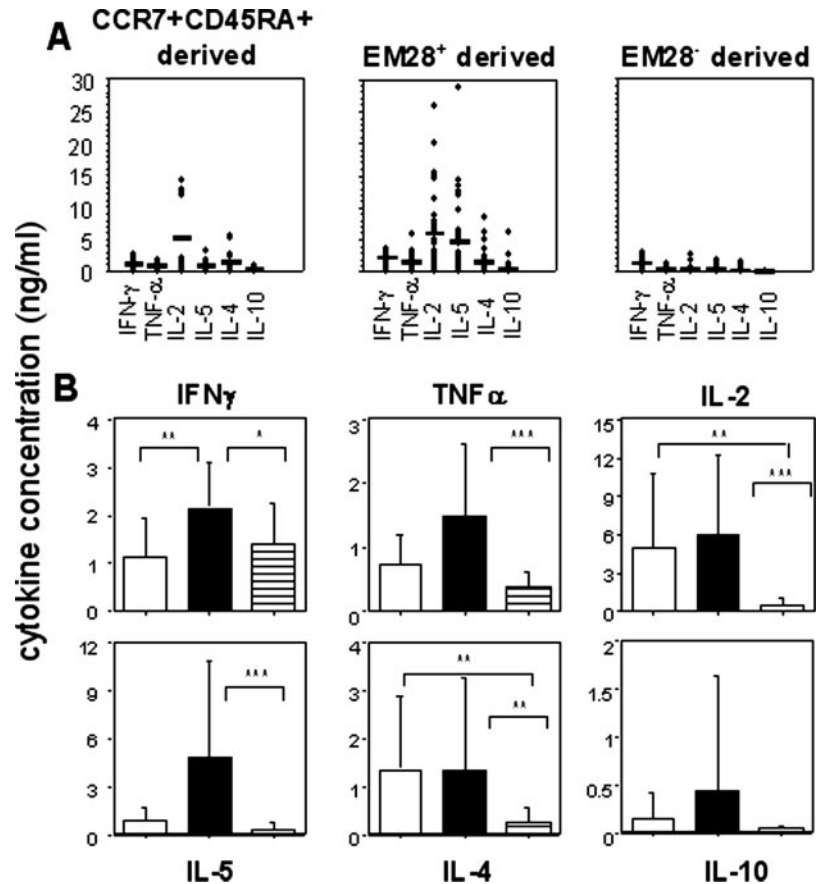 A
CCR7+CD45RA+
derived
EM28+ derived
EM28- derived
cytokine concentration (ng/ml)
30
25
20
15
10
5
0
IFN-γ
TNF-α
IL-2
IL-5
IL-4
IL-10
IFN-γ
TNF-α
IL-2
IL-5
IL-4
IL-10
IFN-γ
TNF-α
IL-2
IL-5
IL-4
IL-10
B
IFNγ
4
3
2
1
0
**
*
TNFα
3
2
1
0
***
IL-2
15
12
9
6
3
0
**
***
12
9
6
3
0
***
IL-5
4
3
2
1
0
**
**
IL-4
2
1.5
1
0.5
0
IL-10